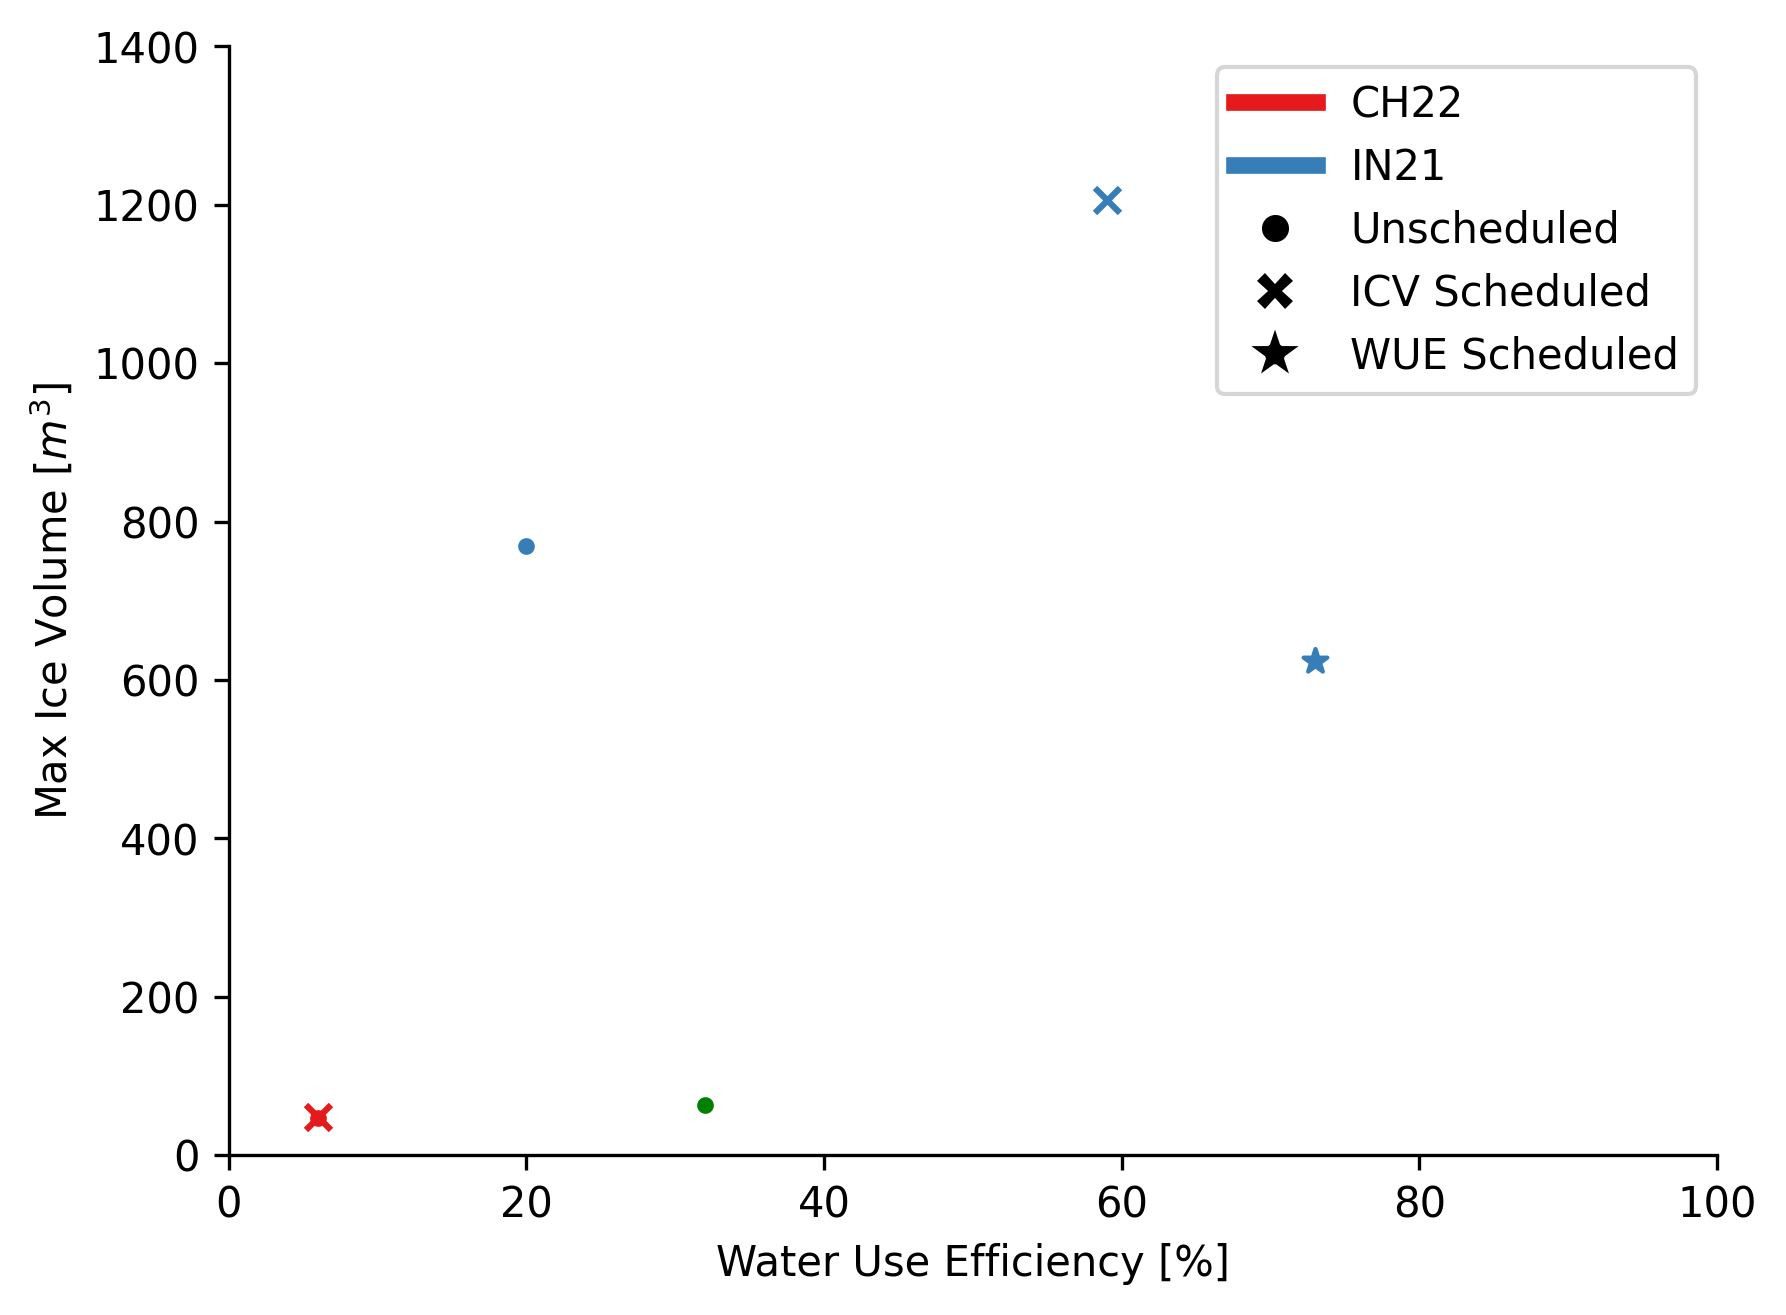 1400
1200
1000
800
600
400
200
0
Max Ice Volume [m³]
0 20 40 60 80 100
Water Use Efficiency [%]
CH22
IN21
Unscheduled
ICV Scheduled
WUE Scheduled